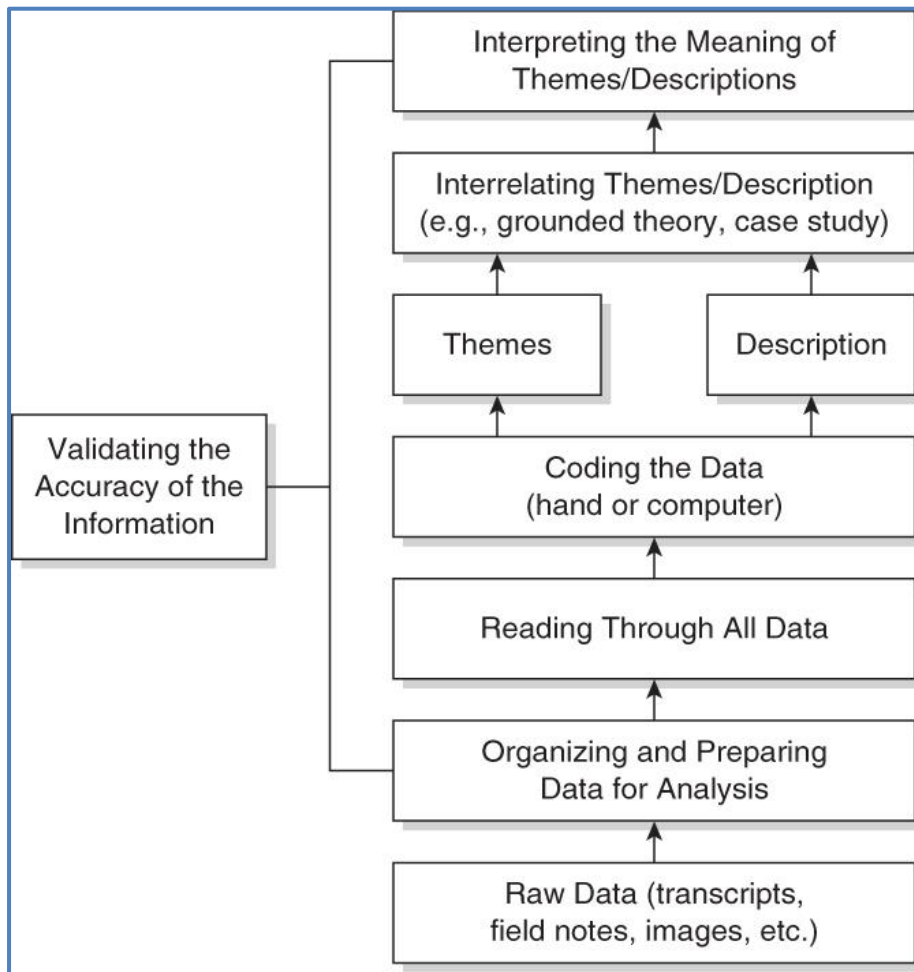 Interpreting the Meaning of
Themes/Descriptions
Interrelating Themes/Description
(e.g., grounded theory, case study)
Themes
Description
Validating the
Accuracy of the
Information
Coding the Data
(hand or computer)
Reading Through All Data
Organizing and Preparing
Data for Analysis
Raw Data (transcripts,
field notes, images, etc.)